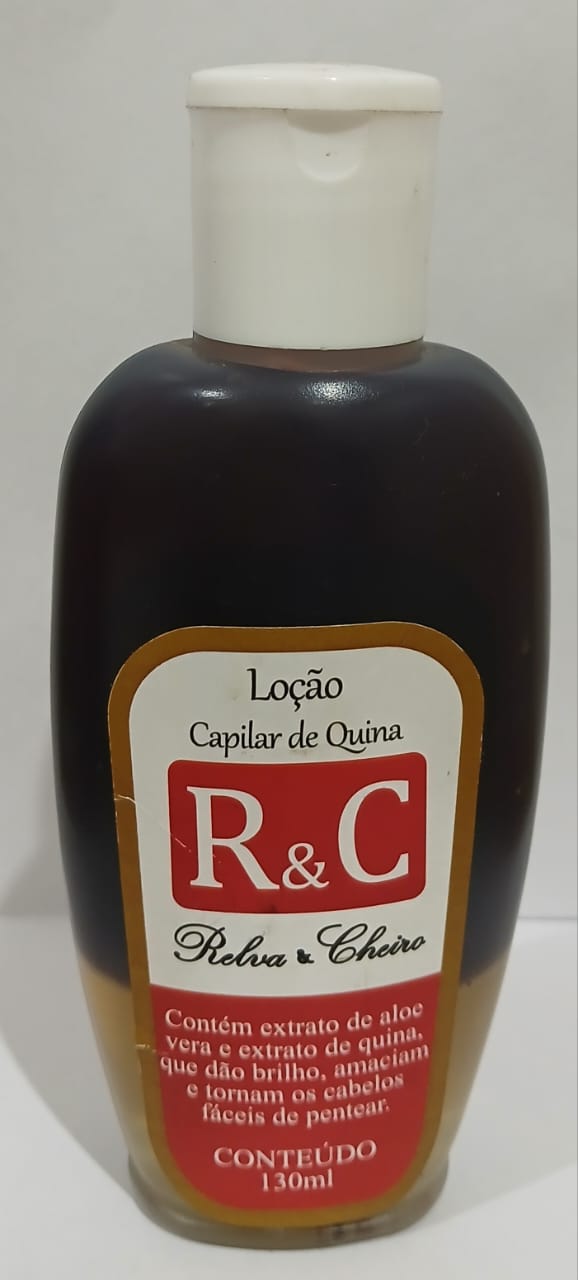 Loção
Capilar de Quina
R&C
Relva & Cheiro
Contém extrato de aloe
vera e extrato de quina,
que dão brilho, amaciam
e tornam os cabelos
fáceis de pentear.
CONTEÚDO
130ml